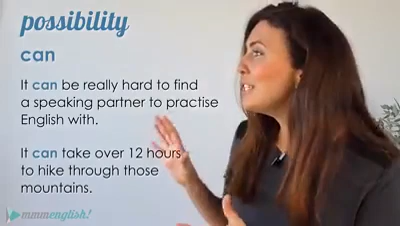 possibility
can
It can be really hard to find
a speaking partner to practise
English with.
It can take over 12 hours
to hike through those
mountains.
mmmenglish!